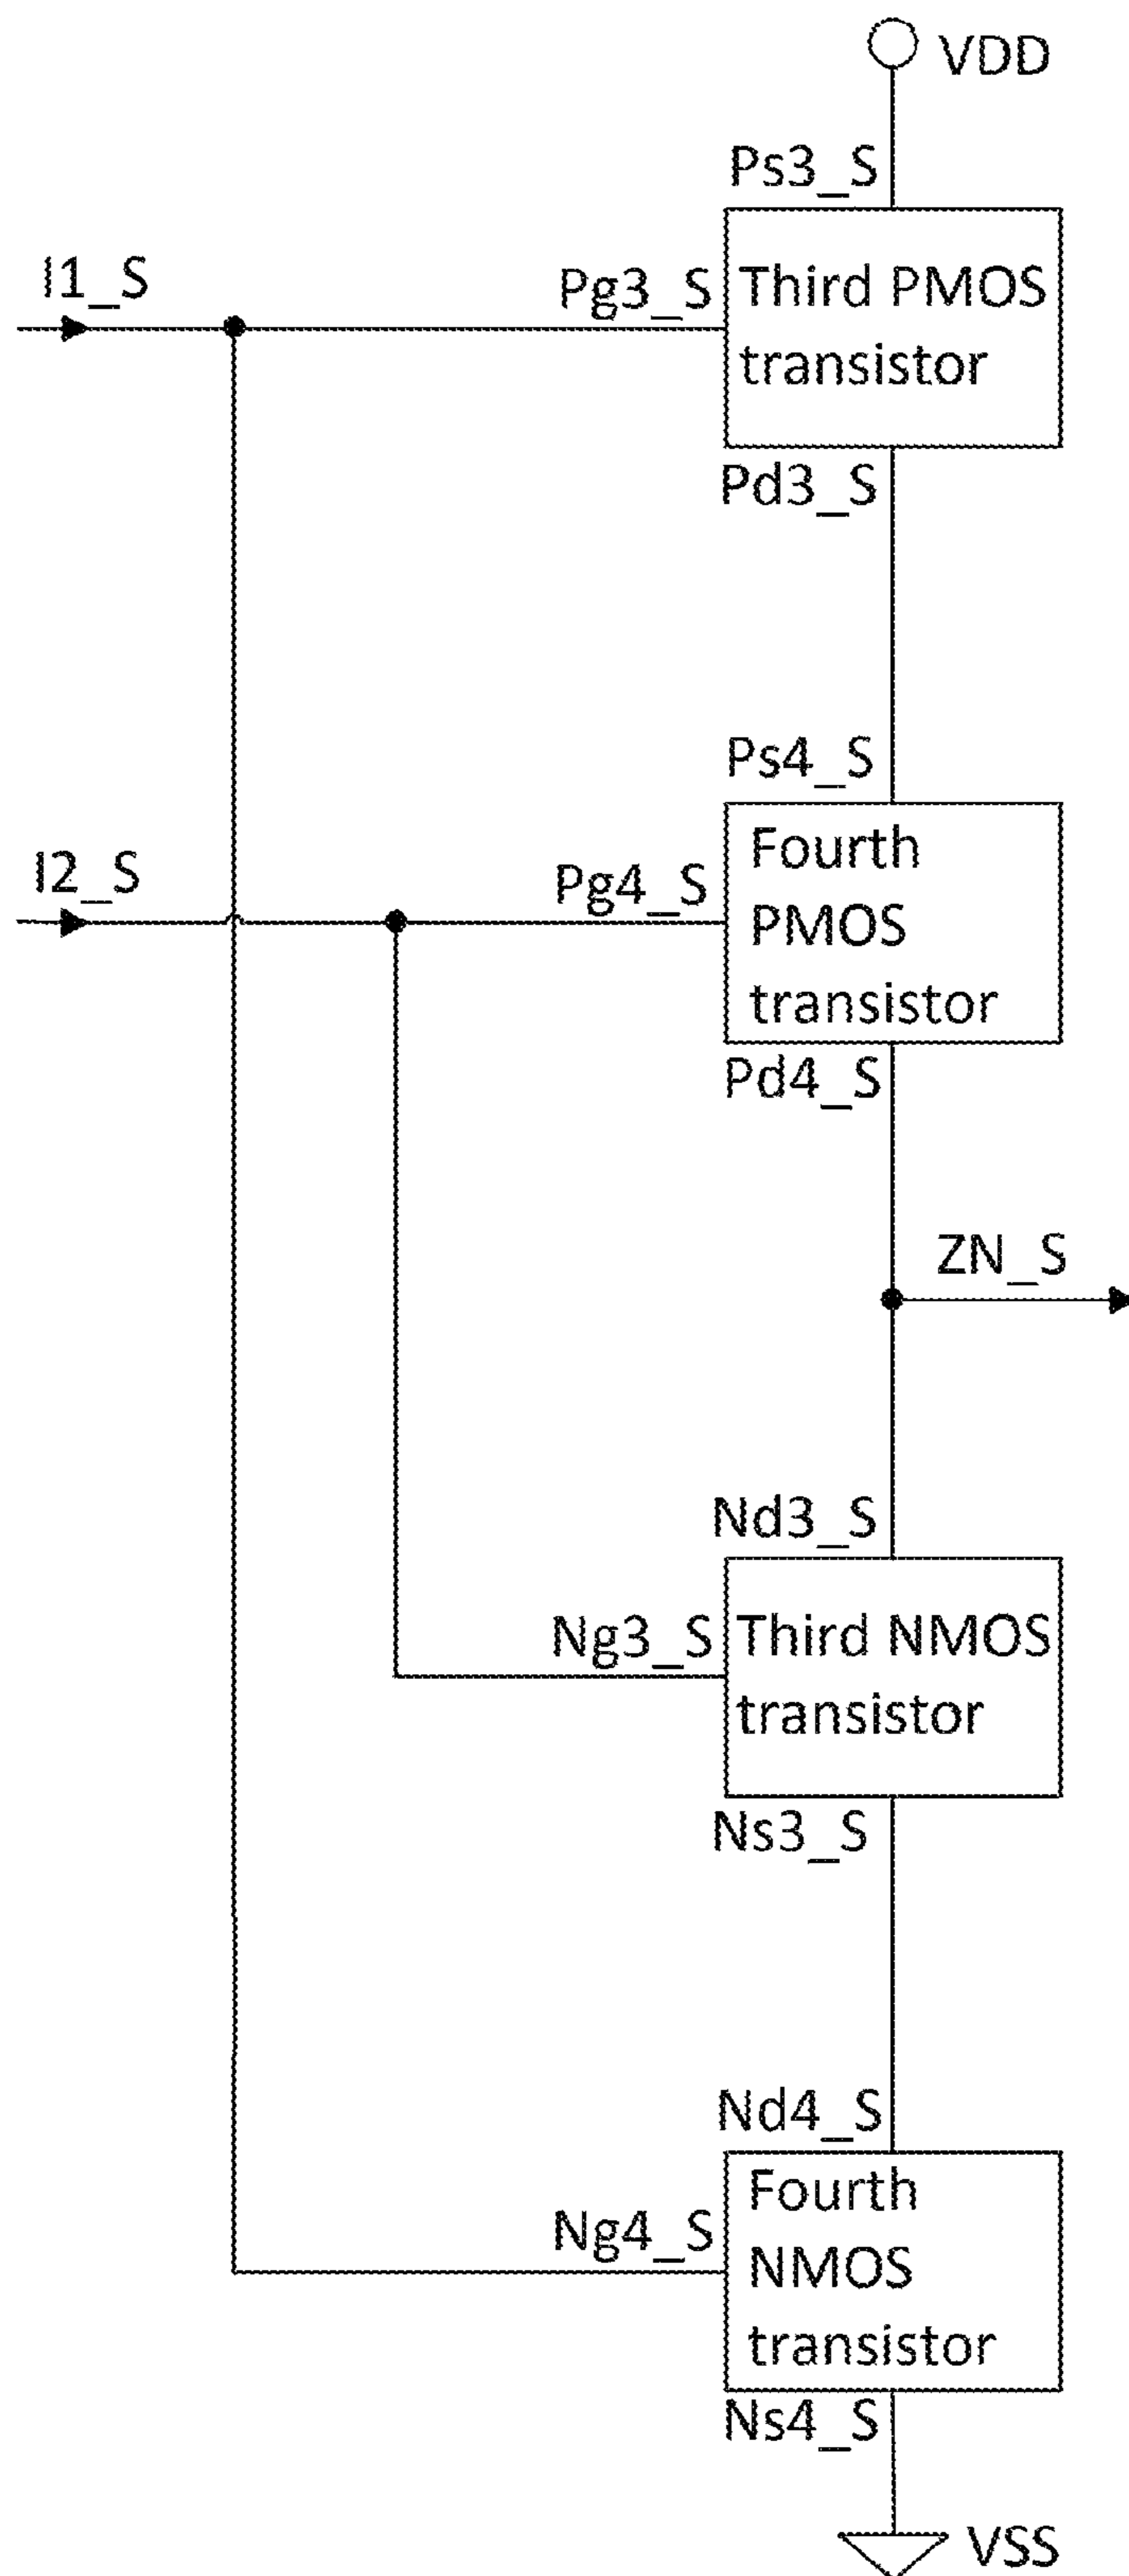 VDD
Ps3_S
I1_S
Pg3_S
Third PMOS
transistor
Pd3_S
Ps4_S
I2_S
Pg4_S
Fourth
PMOS
transistor
Pd4_S
ZN_S
Nd3_S
Ng3_S
Third NMOS
transistor
Ns3_S
Nd4_S
Ng4_S
Fourth
NMOS
transistor
Ns4_S
VSS